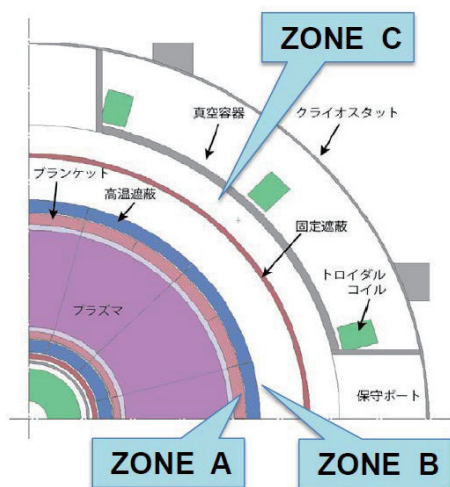 ZONE C
真空容器
クライオスタット
ブランケット
高温遮蔽
固定遮蔽
トロイダル
コイル
プラズマ
保守ポート
ZONE A
ZONE B